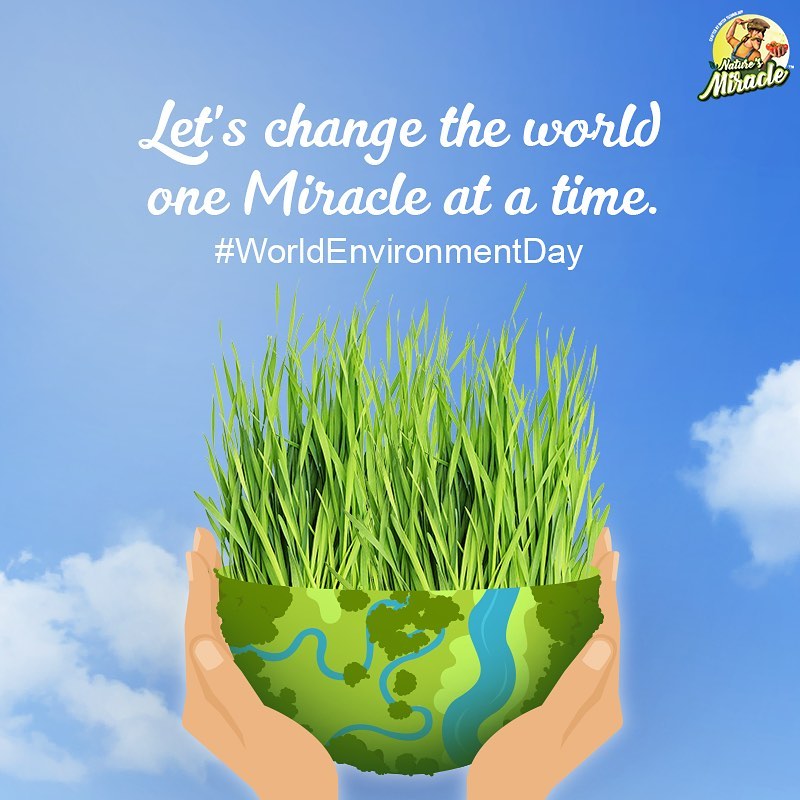 Nature's
Miracle
Let's change the world
one Miracle at a time.
#WorldEnvironmentDay